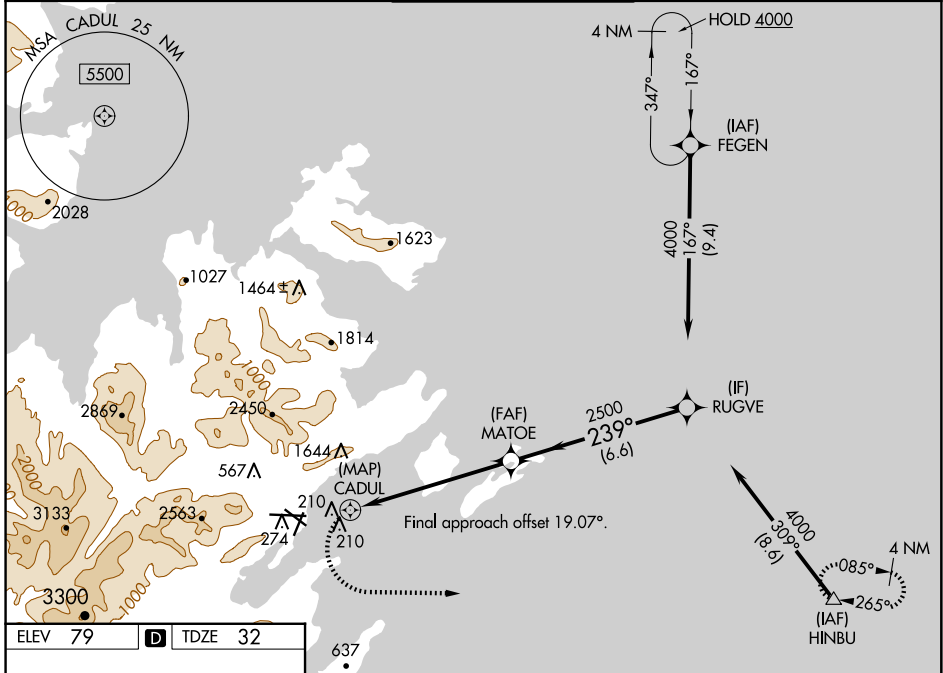 MSA CADUL 25 NM
5500
HOLD 4000
4 NM
347°
167°
(IAF)
FEGEN
4000
167°
(9.4)
2028
1000
1623
1027
1464 ±
1814
1000
2869
2450
(IF)
RUGVE
2500
239°
(6.6)
(FAF)
MATOE
2000
1644
567
(MAP)
CADUL
210
210
Final approach offset 19.07°.
3133
2563
274
4000
309°
(8.6)
4 NM
085°
265°
(IAF)
HINBU
3300
1000
637
ELEV 79
D
TDZE 32